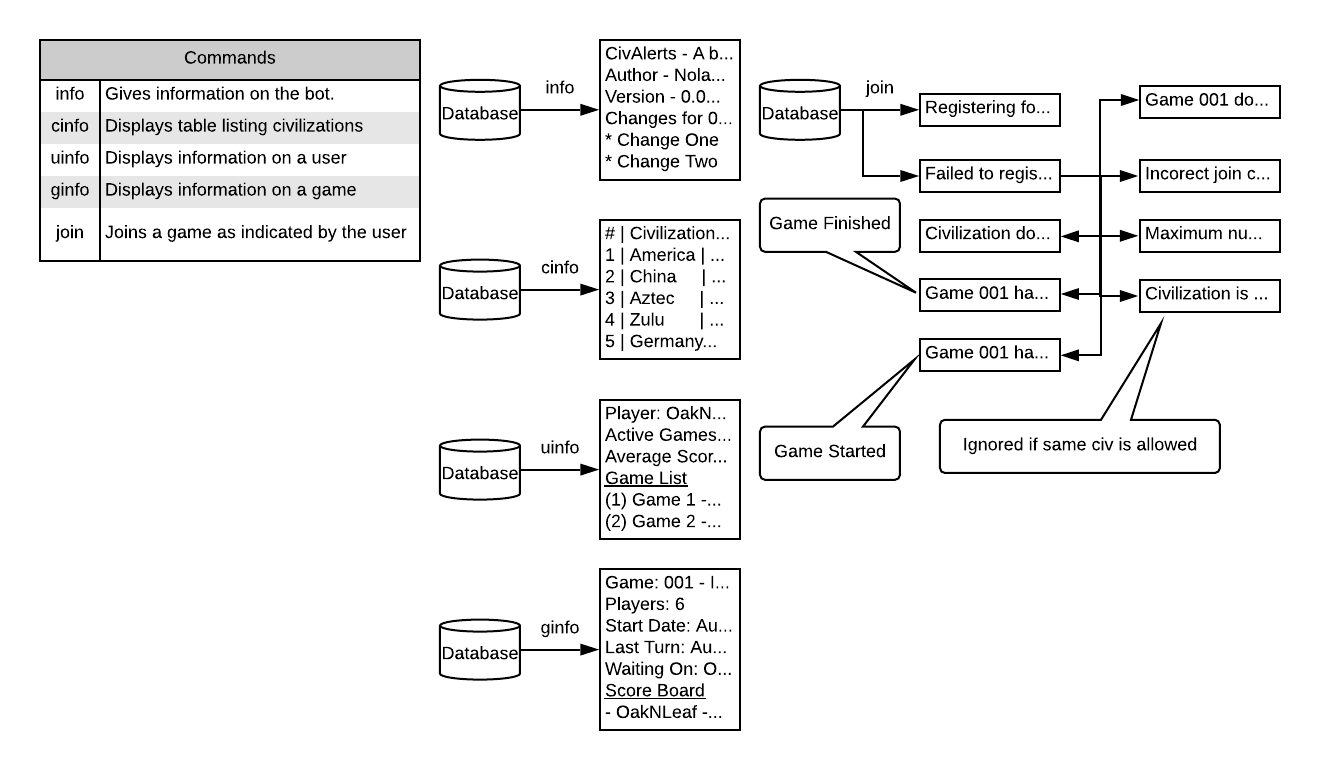 Commands
info Gives information on the bot.
cinfo Displays table listing civilizations
uinfo Displays information on a user
ginfo Displays information on a game
join Joins a game as indicated by the user
Database
info
CivAlerts - A b...
Author - Nola...
Version - 0.0...
Changes for 0...
* Change One
* Change Two
Database
cinfo
# | Civilization...
1 | America | ...
2 | China | ...
3 | Aztec | ...
4 | Zulu | ...
5 | Germany...
Database
uinfo
Player: OakN...
Active Games...
Average Scor...
Game List
(1) Game 1 -...
(2) Game 2 -...
Database
ginfo
Game: 001 - I...
Players: 6
Start Date: Au...
Last Turn: Au...
Waiting On: O...
Score Board
- OakNLeaf -...
Database
join
Registering fo...
Failed to regis...
Game 001 do...
Incorect join c...
Game Finished
Civilization do...
Maximum nu...
Game 001 ha...
Civilization is ...
Game 001 ha...
Game Started
Ignored if same civ is allowed